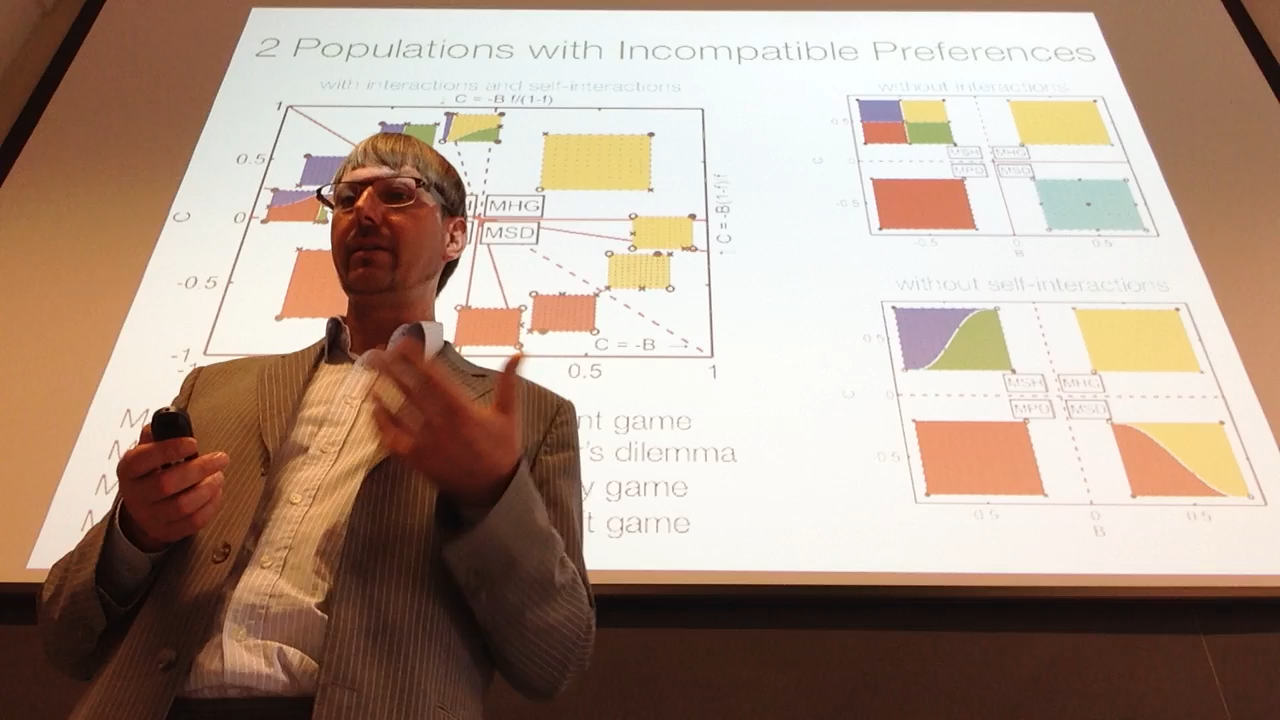 2 Populations with Incompatible Preferences
with interactions and self-interactions
↓ C = -B f/(1-f)
1
0.5
C
0
-0.5
-1
MHG
MSD
C = -B →
↑ C = -B(1-f)/f
0.5
1
nt game
r's dilemma
y game
t game
without interactions
0.5
C
0
-0.5
MSH MHG
MPD MSD
-0.5 0 0.5
B
without self-interactions
0.5
C
0
0.5
MSH MHG
MPD MSD
0.5 0 0.5
B